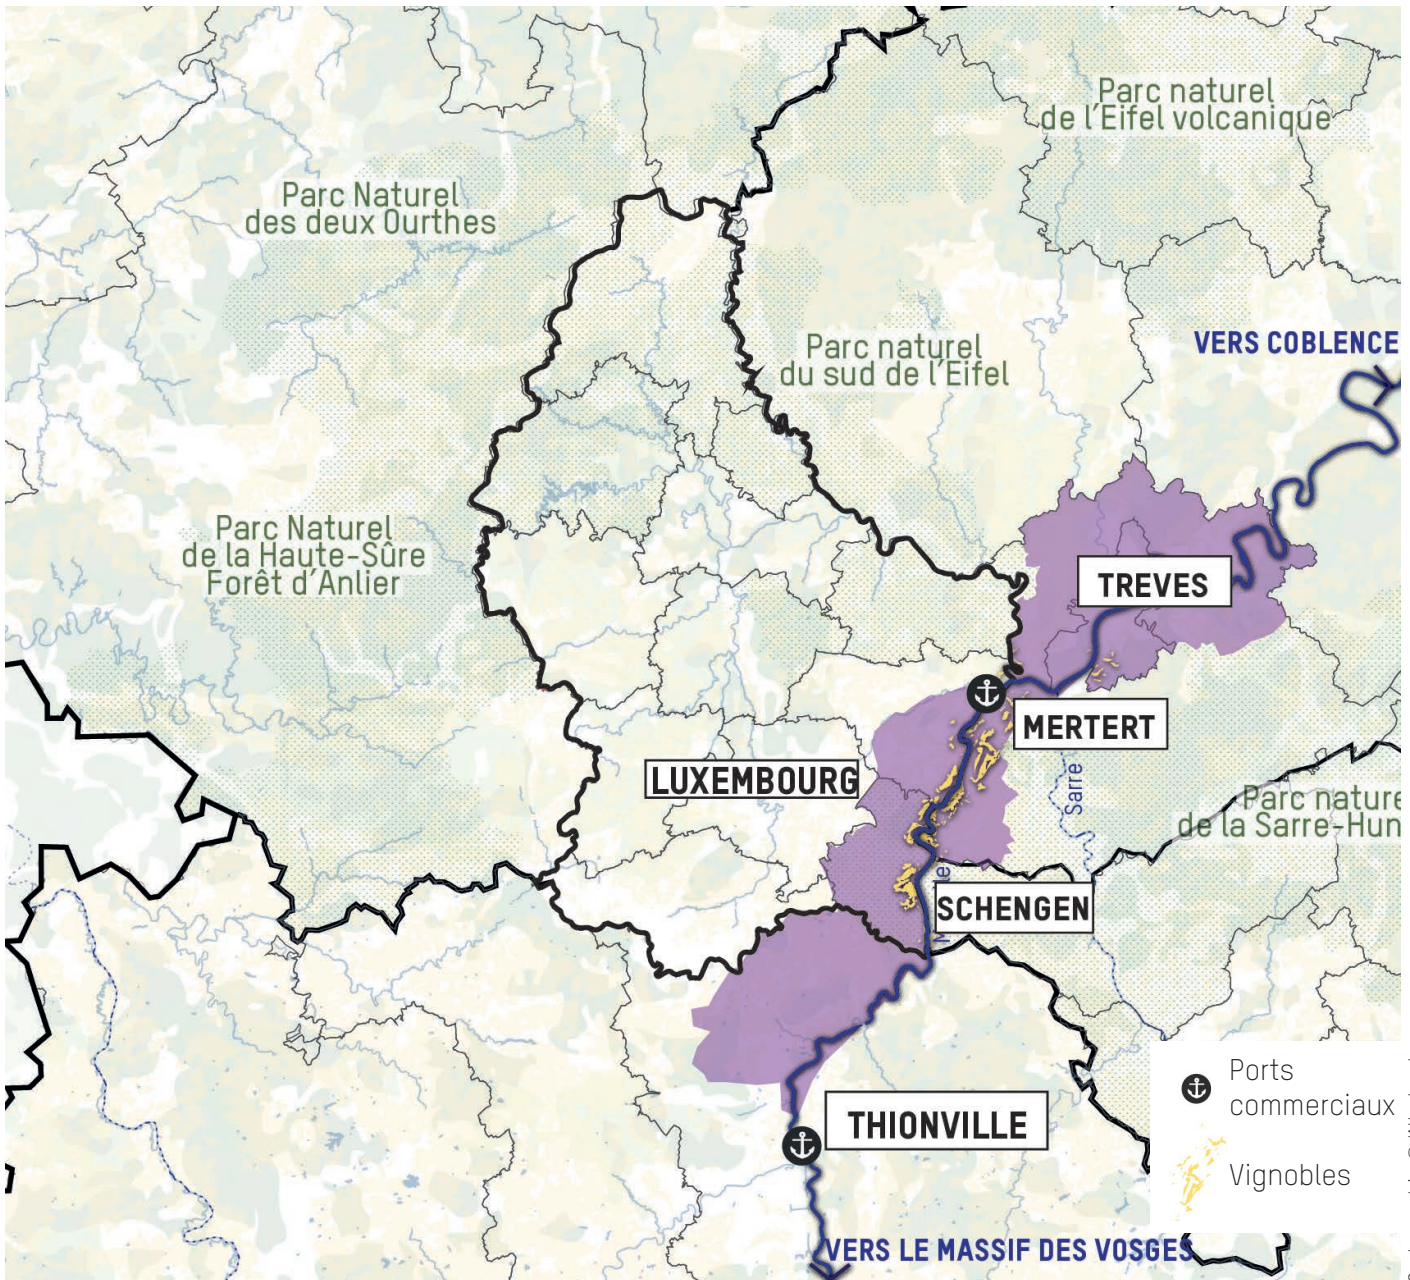 Parc naturel
de l'Eifel volcanique
Parc Naturel
des deux Ourthes
Parc naturel
du sud de l'Eifel
VERS COBLENCE
Parc Naturel
de la Haute-Sûre
Forêt d'Anlier
TREVES
MERTERT
LUXEMBOURG
Sarre
Parc nature
de la Sarre-Hun
SCHENGEN
THIONVILLE
Ports
commerciaux
Vignobles
VERS LE MASSIF DES VOSGES